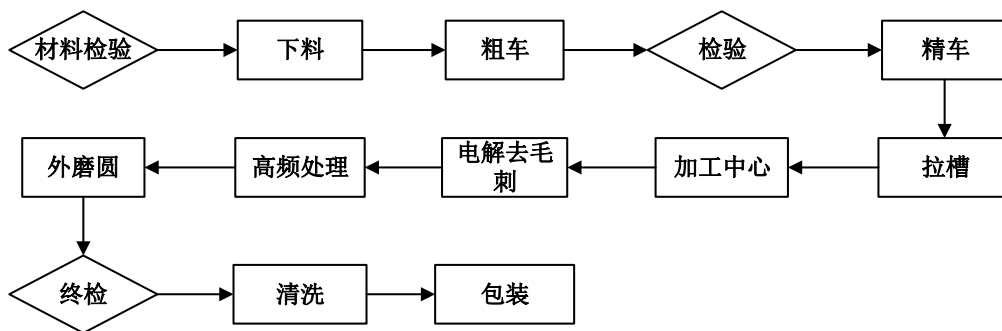 材料检验
下料
粗车
检验
精车
外磨圆
高频处理
电解去毛
刺
加工中心
拉槽
终检
清洗
包装